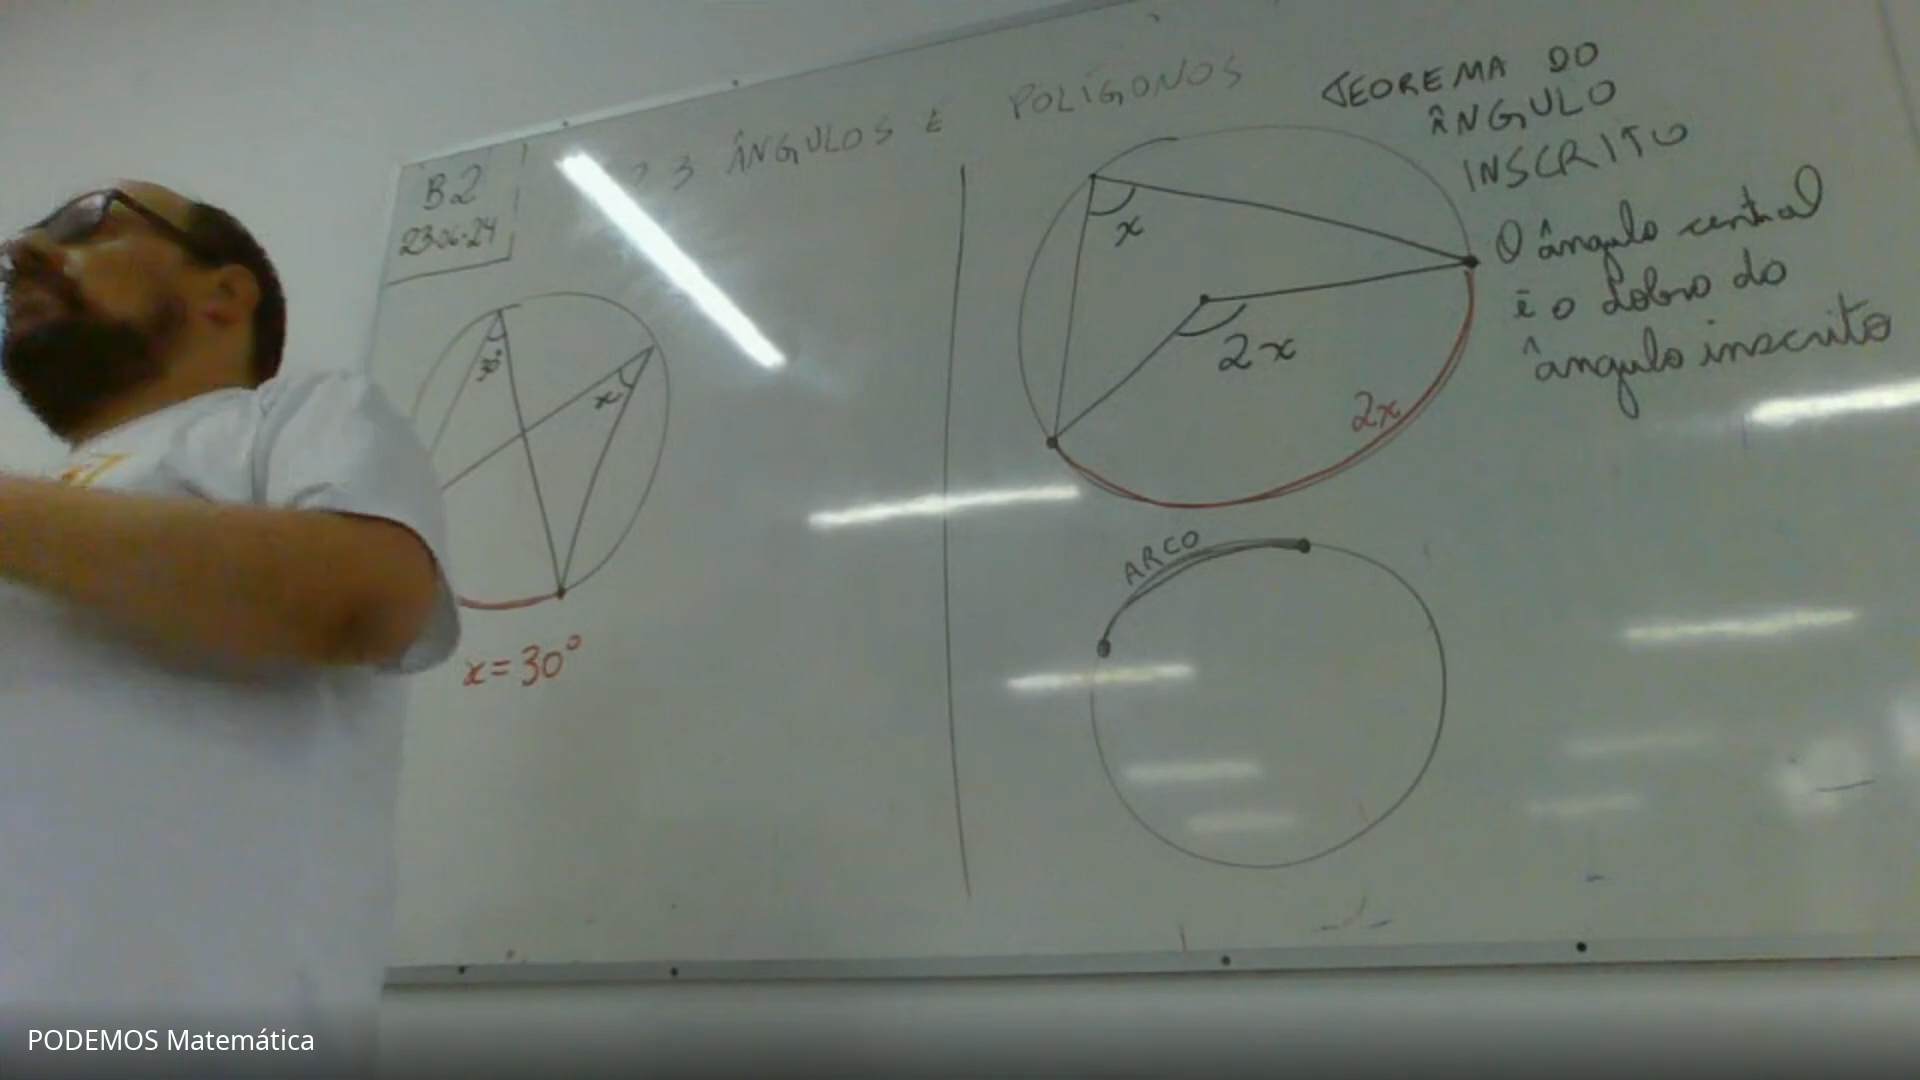 B2
23.06.24
3 ÂNGULOS E POLÍGONOS
30°
x
x = 30°
TEOREMA DO
ÂNGULO
INSCRITO
O ângulo central
é o dobro do
ângulo inscrito
x
2x
2x
ARCO
PODEMOS Matemática